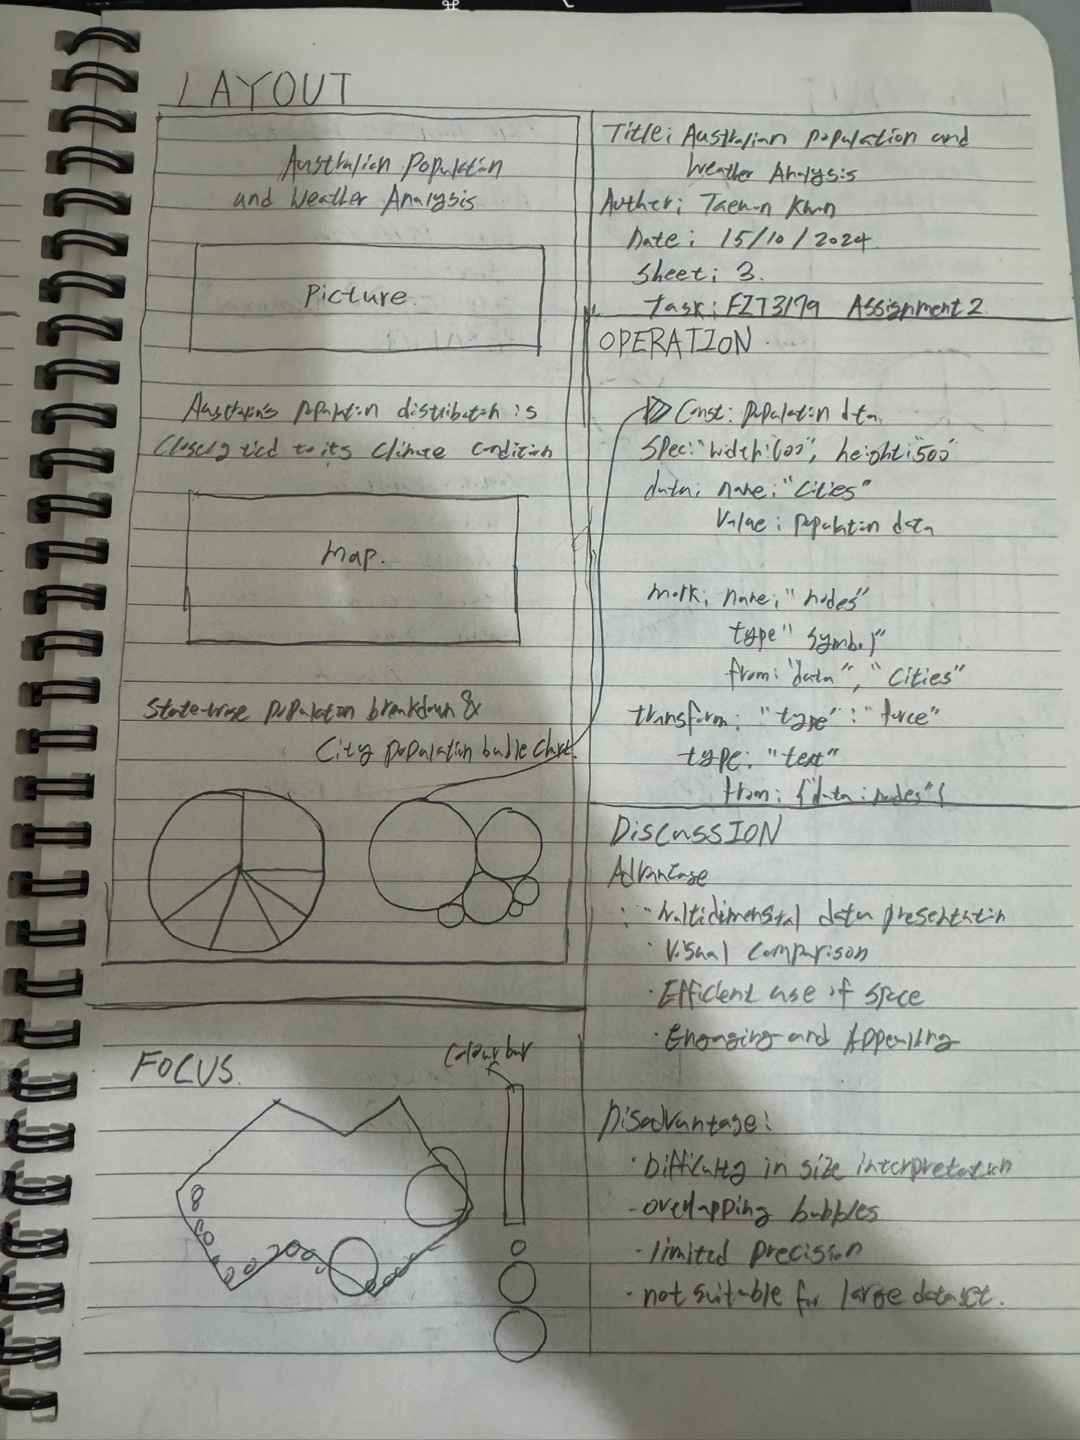 LAYOUT
Australian population
and Weather Analysis
Picture.
Australia's population distribution is
closely tied to its climate condition
Map.
State-wise population breakdown &
City population bubble chart.
FOCUS.
Colour bar
Title: Australian population and
Weather Analysis
Author: Kwon
Date: 15/10/2024
Sheet: 3.
Task: FIT3179 Assignment 2
OPERATION
Const: population data
Spec: "width: 600", height: "500"
data: name: "cities"
Value: population data
mark: name: "nodes"
type "symbol"
from: "data", "cities"
transform: "type": "force"
type: "text"
from: {"data: nodes"{
DISCUSSION
Advantage
· Multidimensional data presentation
· Visual comparison
· Efficient use of space
· Engaging and Appealing
Disadvantage:
· Difficulty in size interpretation
- overlapping bubbles
· limited precision
· not suitable for large dataset.